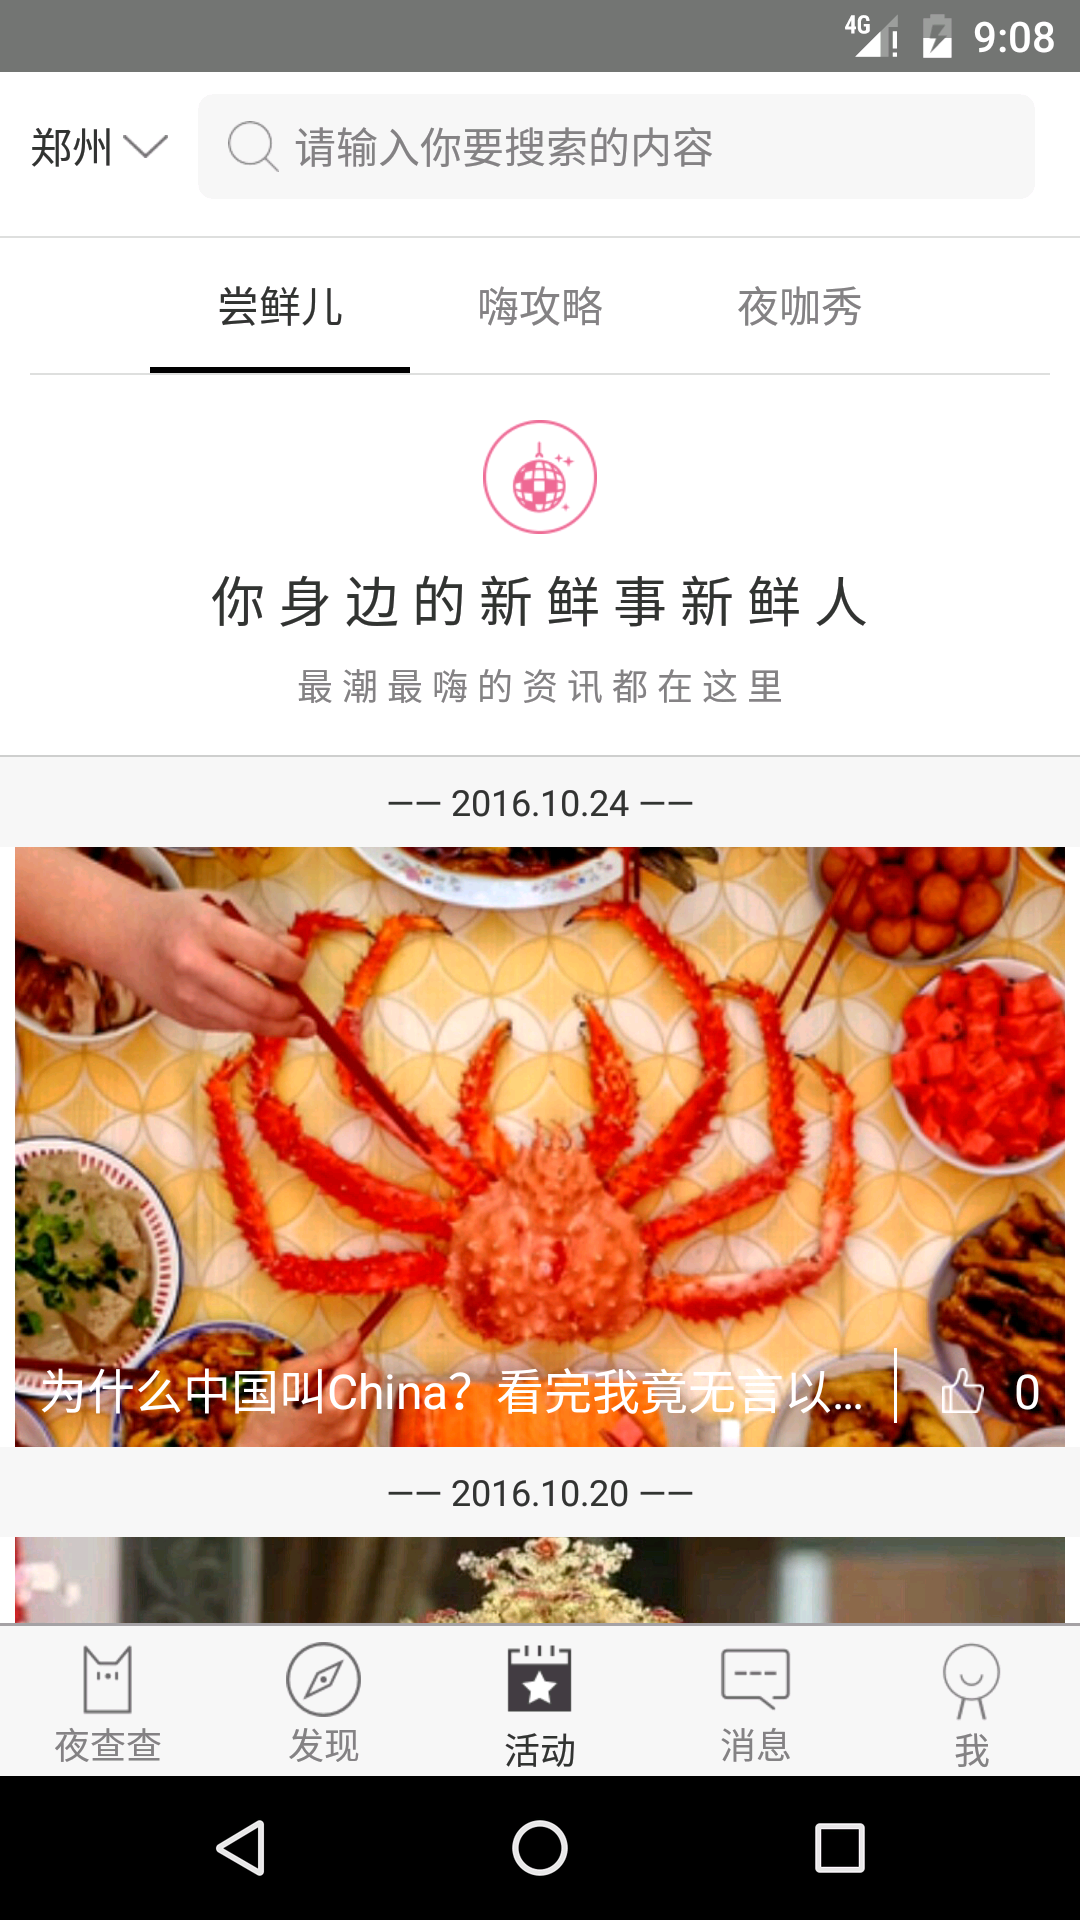 4G 9:08
郑州 请输入你要搜索的内容
尝鲜儿 嗨攻略 夜咖秀
你身边的新鲜事新鲜人
最潮最嗨的资讯都在这里
—— 2016.10.24 ——
为什么中国叫China？看完我竟无言以... 0
—— 2016.10.20 ——
夜查查 发现 活动 消息 我